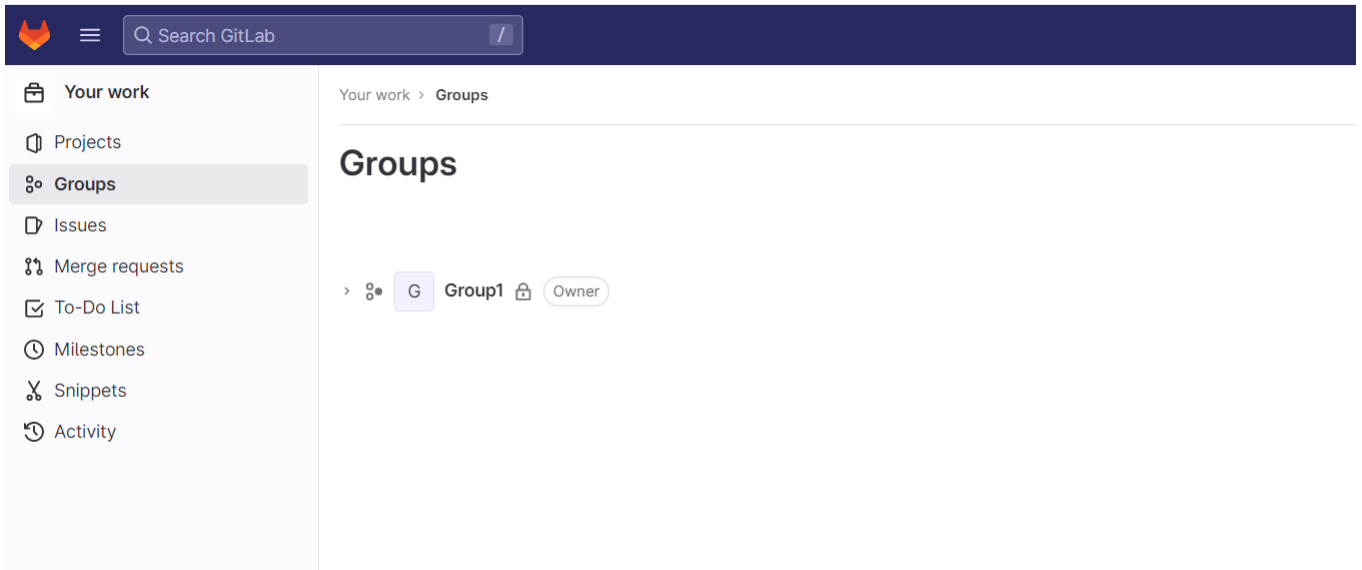 Search GitLab /
Your work
Projects
Groups
Issues
Merge requests
To-Do List
Milestones
Snippets
Activity
Your work > Groups
Groups
G Group1 Owner